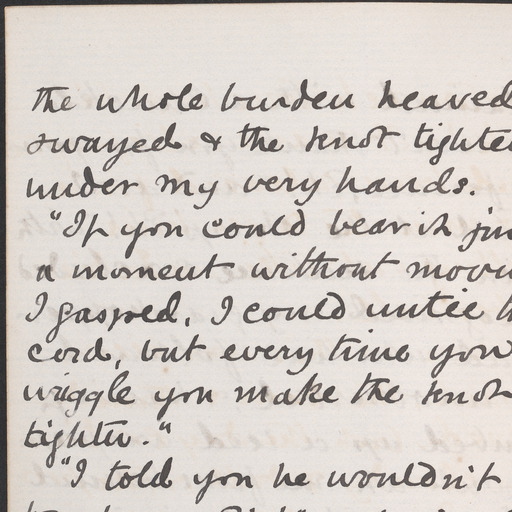 the whole burden heaved
swayed & the knot tighte
under my very hands.
"If you could bear it ju
a moment without movi
I gasped, I could untie th
cord, but every time you
wriggle you make the knot
tighter."
"I told you he wouldn't